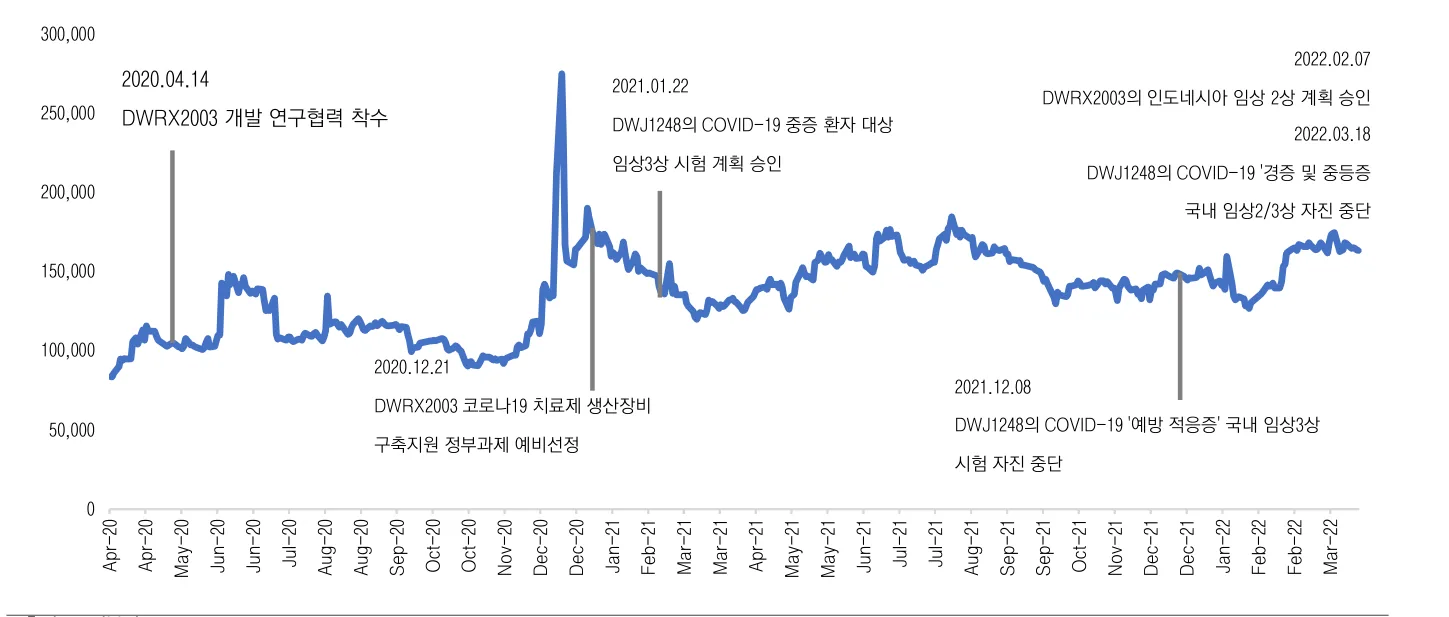 300,000
250,000
200,000
150,000
100,000
50,000
0
2020.04.14
DWRX2003 개발 연구협력 착수
2020.12.21
DWRX2003 코로나19 치료제 생산장비
구축지원 정부과제 예비선정
2021.01.22
DWJ1248의 COVID-19 중증 환자 대상
임상3상 시험 계획 승인
2021.12.08
DWJ1248의 COVID-19 '예방 적응증' 국내 임상3상
시험 자진 중단
2022.02.07
DWRX2003의 인도네시아 임상 2상 계획 승인
2022.03.18
DWJ1248의 COVID-19 '경증 및 중등증
국내 임상2/3상 자진 중단
Apr-20
Apr-20
May-20
Jun-20
Jun-20
Jul-20
Aug-20
Aug-20
Sep-20
Oct-20
Oct-20
Nov-20
Dec-20
Dec-20
Jan-21
Feb-21
Mar-21
Mar-21
Apr-21
May-21
May-21
Jun-21
Jul-21
Jul-21
Aug-21
Sep-21
Sep-21
Oct-21
Nov-21
Dec-21
Dec-21
Jan-22
Feb-22
Feb-22
Mar-22